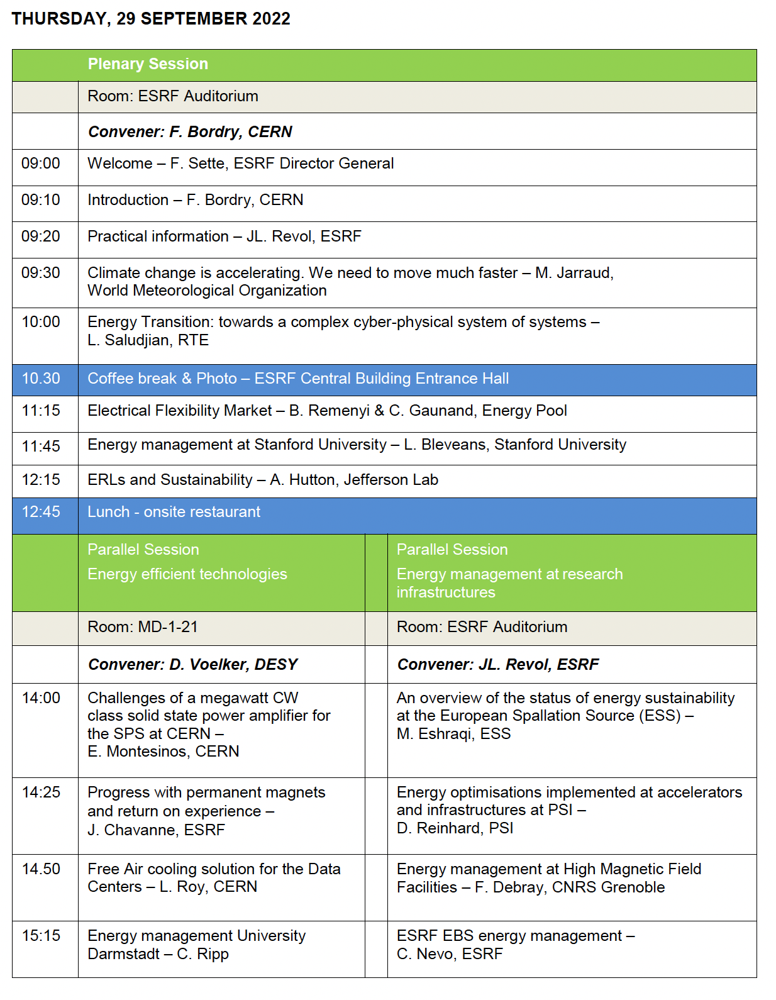 THURSDAY, 29 SEPTEMBER 2022
Plenary Session
Room: ESRF Auditorium
Convener: F. Bordry, CERN
09:00 Welcome – F. Sette, ESRF Director General
09:10 Introduction – F. Bordry, CERN
09:20 Practical information – JL. Revol, ESRF
09:30 Climate change is accelerating. We need to move much faster – M. Jarraud,
World Meteorological Organization
10:00 Energy Transition: towards a complex cyber-physical system of systems –
L. Saludjian, RTE
10.30 Coffee break & Photo – ESRF Central Building Entrance Hall
11:15 Electrical Flexibility Market – B. Remenyi & C. Gaunand, Energy Pool
11:45 Energy management at Stanford University – L. Bleveans, Stanford University
12:15 ERLs and Sustainability – A. Hutton, Jefferson Lab
12:45 Lunch - onsite restaurant
Parallel Session
Energy efficient technologies
Parallel Session
Energy management at research
infrastructures
Room: MD-1-21
Room: ESRF Auditorium
Convener: D. Voelker, DESY
Convener: JL. Revol, ESRF
14:00
Challenges of a megawatt CW
class solid state power amplifier for
the SPS at CERN –
E. Montesinos, CERN
An overview of the status of energy sustainability
at the European Spallation Source (ESS) –
M. Eshraqi, ESS
14:25
Progress with permanent magnets
and return on experience –
J. Chavanne, ESRF
Energy optimisations implemented at accelerators
and infrastructures at PSI –
D. Reinhard, PSI
14.50
Free Air cooling solution for the Data
Centers – L. Roy, CERN
Energy management at High Magnetic Field
Facilities – F. Debray, CNRS Grenoble
15:15
Energy management University
Darmstadt – C. Ripp
ESRF EBS energy management –
C. Nevo, ESRF